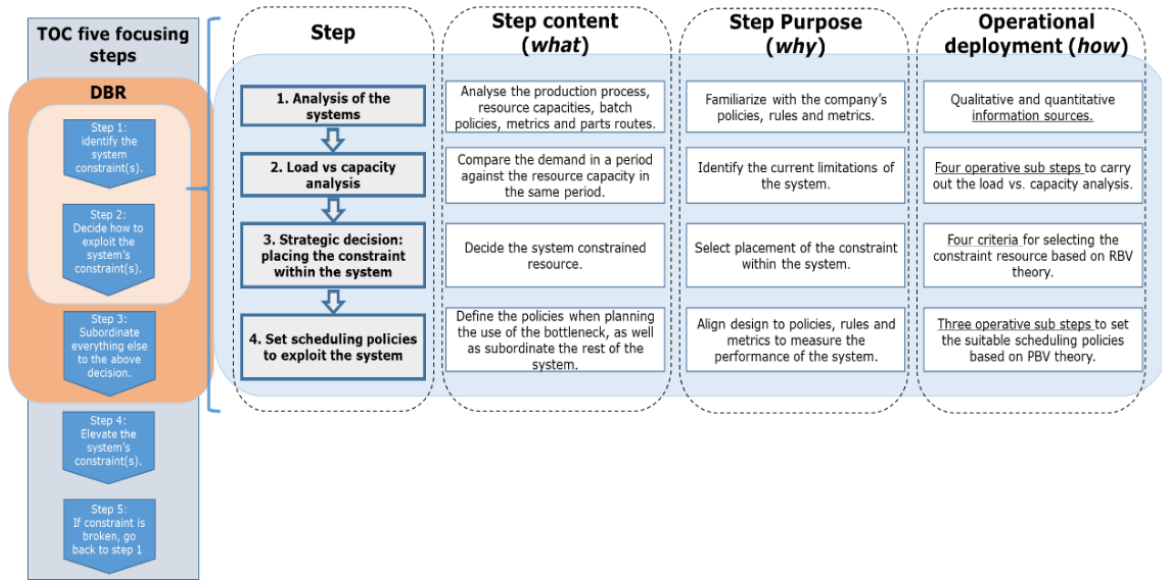 TOC five focusing
steps
DBR
Step 1:
identify the
system
constraint(s).
Step 2:
Decide how to
exploit the
system's
constraint(s).
Step 3:
Subordinate
everything else
to the above
decision.
Step 4:
Elevate the
system's
constraint(s).
Step 5:
If constraint is
broken, go
back to step 1
Step
Step content
(what)
Step Purpose
(why)
Operational
deployment (how)
1. Analysis of the
systems
Analyse the production process,
resource capacities, batch
policies, metrics and parts routes.
Familiarize with the company's
policies, rules and metrics.
Qualitative and quantitative
information sources.
2. Load vs capacity
analysis
Compare the demand in a period
against the resource capacity in
the same period.
Identify the current limitations of
the system.
Four operative sub steps to carry
out the load vs. capacity analysis.
3. Strategic decision:
placing the constraint
within the system
Decide the system constrained
resource.
Select placement of the constraint
within the system.
Four criteria for selecting the
constraint resource based on RBV
theory.
4. Set scheduling policies
to exploit the system
Define the policies when planning
the use of the bottleneck, as well
as subordinate the rest of the
system.
Align design to policies, rules and
metrics to measure the
performance of the system.
Three operative sub steps to set
the suitable scheduling policies
based on PBV theory.